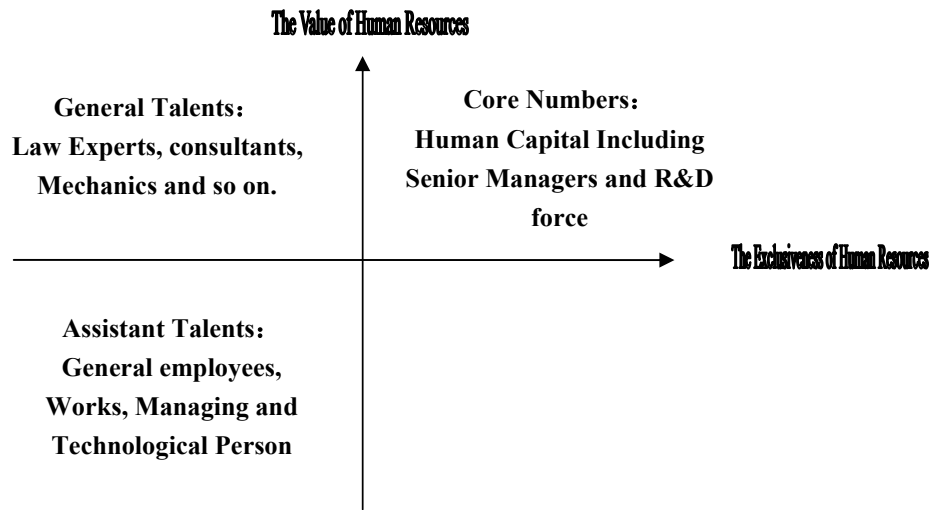 The Value of Human Resources
General Talents：
Law Experts, consultants,
Mechanics and so on.
Core Numbers：
Human Capital Including
Senior Managers and R&D
force
The Exclusiveness of Human Resources
Assistant Talents：
General employees,
Works, Managing and
Technological Person